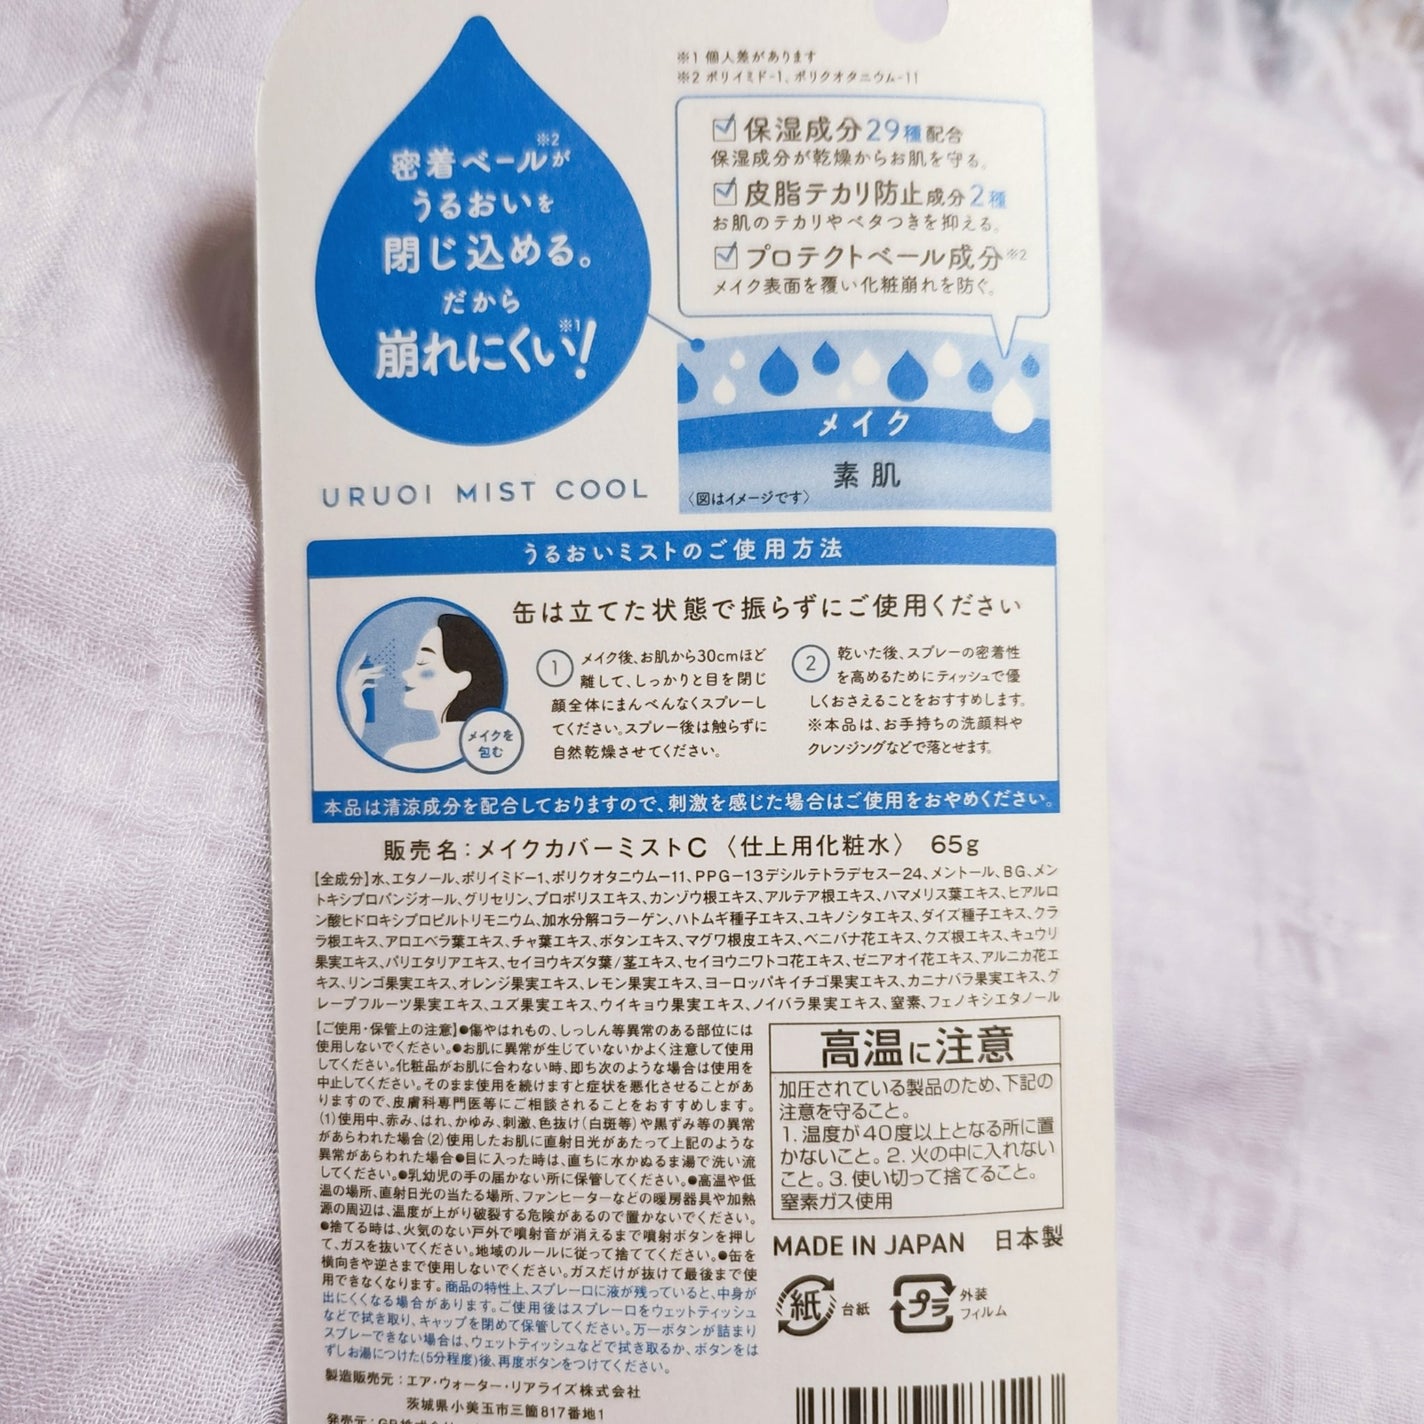 密着ベール※2が
うるおいを
閉じ込める。
だから
崩れにくい※1!
URUOI MIST COOL
※1 個人差があります
※2 ポリイミド-1、ポリクオタニウム-11
保湿成分29種配合
保湿成分が乾燥からお肌を守る。
皮脂テカリ防止成分2種
お肌のテカリやベタつきを抑える。
プロテクトベール成分※2
メイク表面を覆い化粧崩れを防ぐ。
メイク
素肌
〈図はイメージです〉
うるおいミストのご使用方法
缶は立てた状態で振らずにご使用ください
メイクを
包む
1 メイク後、お肌から30cmほど
離して、しっかりと目を閉じ
顔全体にまんべんなくスプレーし
てください。スプレー後は触らずに
自然乾燥させてください。
2 乾いた後、スプレーの密着性
を高めるためにティッシュで優
しくおさえることをおすすめします。
※本品は、お手持ちの洗顔料や
クレンジングなどで落とせます。
本品は清涼成分を配合しておりますので、刺激を感じた場合はご使用をおやめください。
販売名:メイクカバーミストC 〈仕上用化粧水〉 65g
【全成分】水、エタノール、ポリイミド-1、ポリクオタニウム-11、PPG-13デシルテトラデセス-24、メントール、BG、メン
トキシプロパンジオール、グリセリン、プロポリスエキス、カンゾウ根エキス、アルテア根エキス、ハマメリス葉エキス、ヒアルロ
ン酸ヒドロキシプロピルトリモニウム、加水分解コラーゲン、ハトムギ種子エキス、ユキノシタエキス、ダイズ種子エキス、クラ
ラ根エキス、アロエベラ葉エキス、チャ葉エキス、ボタンエキス、マグワ根皮エキス、ベニバナ花エキス、クズ根エキス、キュウリ
果実エキス、パリエタリアエキス、セイヨウキズタ葉/茎エキス、セイヨウニワトコ花エキス、ゼニアオイ花エキス、アルニカ花エ
キス、リンゴ果実エキス、オレンジ果実エキス、レモン果実エキス、ヨーロッパキイチゴ果実エキス、カニナバラ果実エキス、グ
レープフルーツ果実エキス、ユズ果実エキス、ウイキョウ果実エキス、ノイバラ果実エキス、窒素、フェノキシエタノール
【ご使用・保管上の注意】●傷やはれもの、しっしん等異常のある部位には
使用しないでください。●お肌に異常が生じていないかよく注意して使用
してください。化粧品がお肌に合わない時、即ち次のような場合は使用を
中止してください。そのまま使用を続けますと症状を悪化させることがあ
りますので、皮膚科専門医等にご相談されることをおすすめします。
(1)使用中、赤み、はれ、かゆみ、刺激、色抜け(白斑等)や黒ずみ等の異常
があらわれた場合(2)使用したお肌に直射日光があたって上記のような
異常があらわれた場合●目に入った時は、直ちに水かぬるま湯で洗い流
してください。●乳幼児の手の届かない所に保管してください。●高温や低
温の場所、直射日光の当たる場所、ファンヒーターなどの暖房器具や加熱
源の周辺は、温度が上がり破裂する危険があるので置かないでください。
●捨てる時は、火気のない戸外で噴射音が消えるまで噴射ボタンを押し
て、ガスを抜いてください。地域のルールに従って捨ててください。●缶を
横向きや逆さまで使用しないでください。ガスだけが抜けて最後まで使
用できなくなります。商品の特性上、スプレー口に液が残っていると、中身が
出にくくなる場合があります。ご使用後はスプレー口をウェットティッシュ
などで拭き取り、キャップを閉めて保管してください。万一ボタンが詰まり
スプレーできない場合は、ウェットティッシュなどで拭き取るか、ボタンをは
ずしお湯につけた(5分程度)後、再度ボタンをつけてください。
製造販売元:エア・ウォーター・リアライズ株式会社
茨城県小美玉市三箇817番地1
発売元:
高温に注意
加圧されている製品のため、下記の
注意を守ること。
1.温度が40度以上となる所に置
かないこと。2.火の中に入れない
こと。3.使い切って捨てること。
窒素ガス使用
MADE IN JAPAN 日本製
紙 台紙
プラ 外装
フィルム